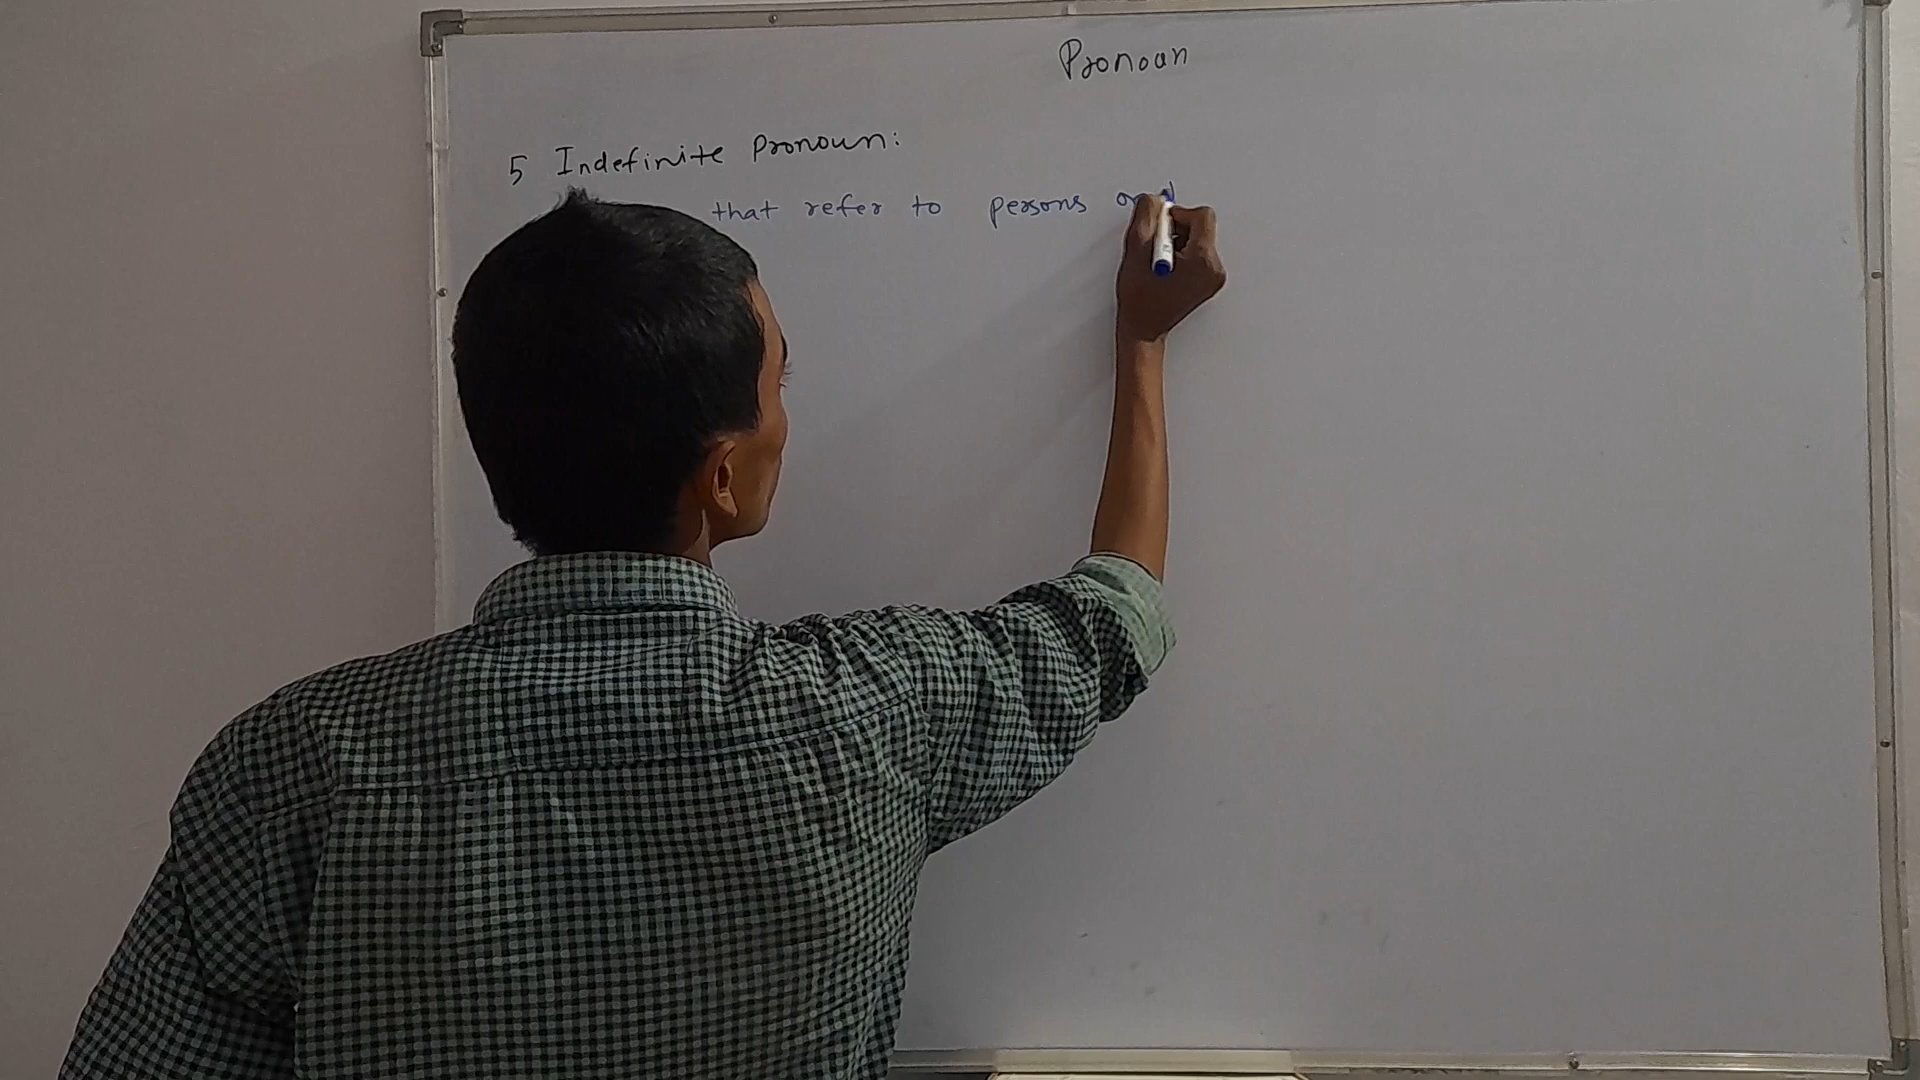 Pronoun
5 Indefinite pronoun:
that refer to persons